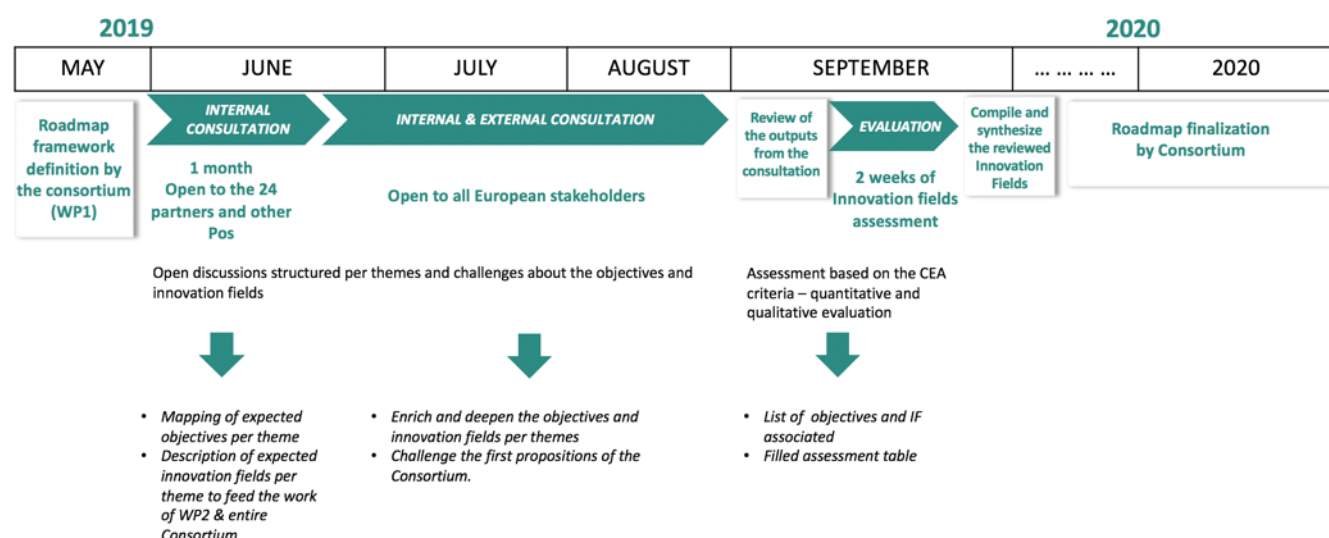 2019
2020
MAY
JUNE
JULY
AUGUST
SEPTEMBER
... ... ... ...
2020
Roadmap
framework
definition by
the consortium
(WP1)
INTERNAL
CONSULTATION
1 month
Open to the 24
partners and other
Pos
INTERNAL & EXTERNAL CONSULTATION
Open to all European stakeholders
Review of
the outputs
from the
consultation
EVALUATION
2 weeks of
Innovation fields
assessment
Compile and
synthesize
the reviewed
Innovation
Fields
Roadmap finalization
by Consortium
Open discussions structured per themes and challenges about the objectives and
innovation fields
Assessment based on the CEA
criteria – quantitative and
qualitative evaluation
• Mapping of expected
objectives per theme
• Description of expected
innovation fields per
theme to feed the work
of WP2 & entire
Consortium
• Enrich and deepen the objectives and
innovation fields per themes
• Challenge the first propositions of the
Consortium.
• List of objectives and IF
associated
• Filled assessment table